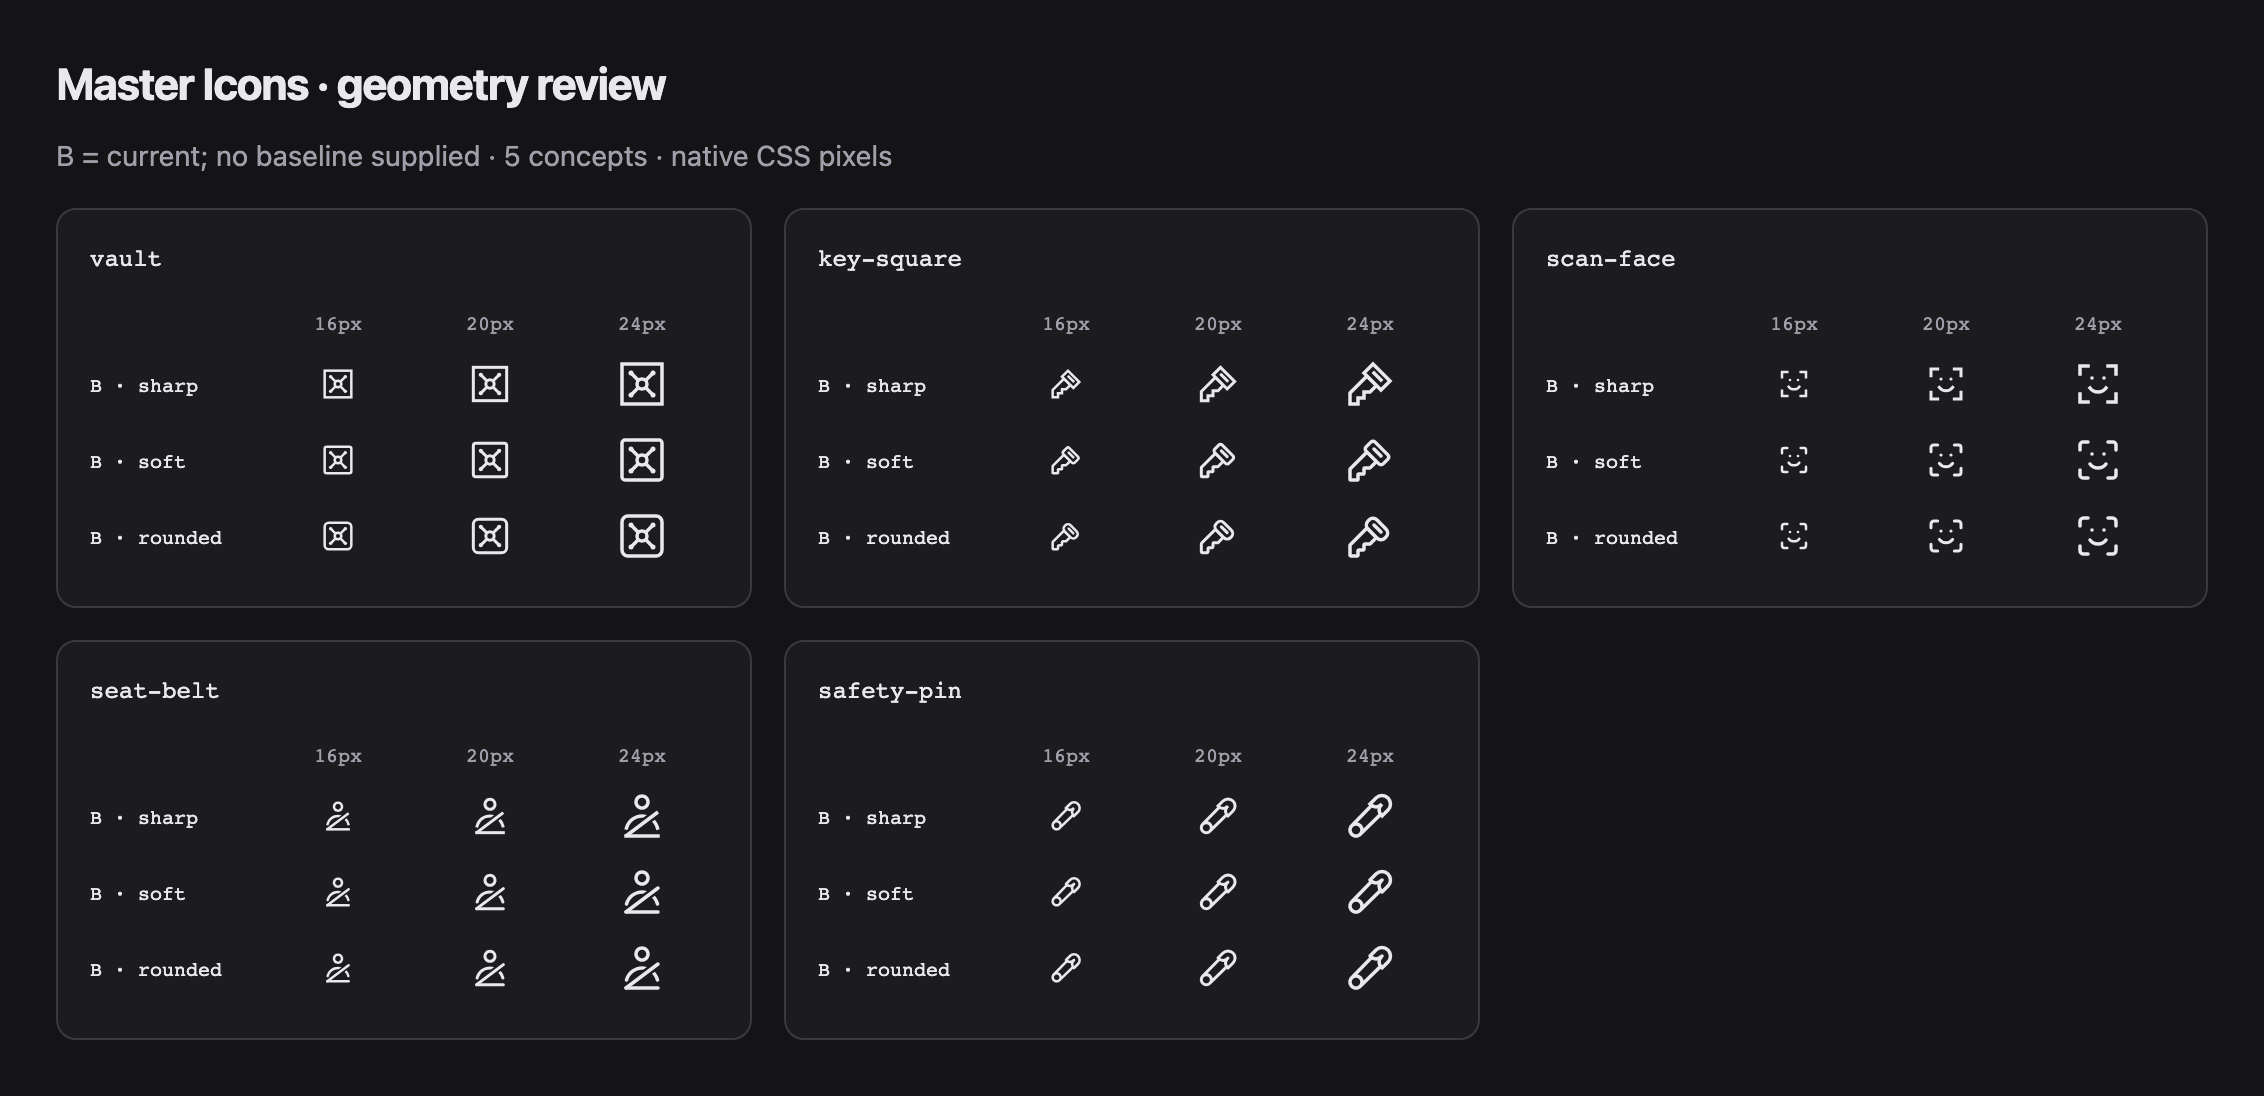 Master Icons · geometry review
B = current; no baseline supplied · 5 concepts · native CSS pixels
vault
16px 20px 24px
B · sharp
B · soft
B · rounded
key-square
16px 20px 24px
B · sharp
B · soft
B · rounded
scan-face
16px 20px 24px
B · sharp
B · soft
B · rounded
seat-belt
16px 20px 24px
B · sharp
B · soft
B · rounded
safety-pin
16px 20px 24px
B · sharp
B · soft
B · rounded